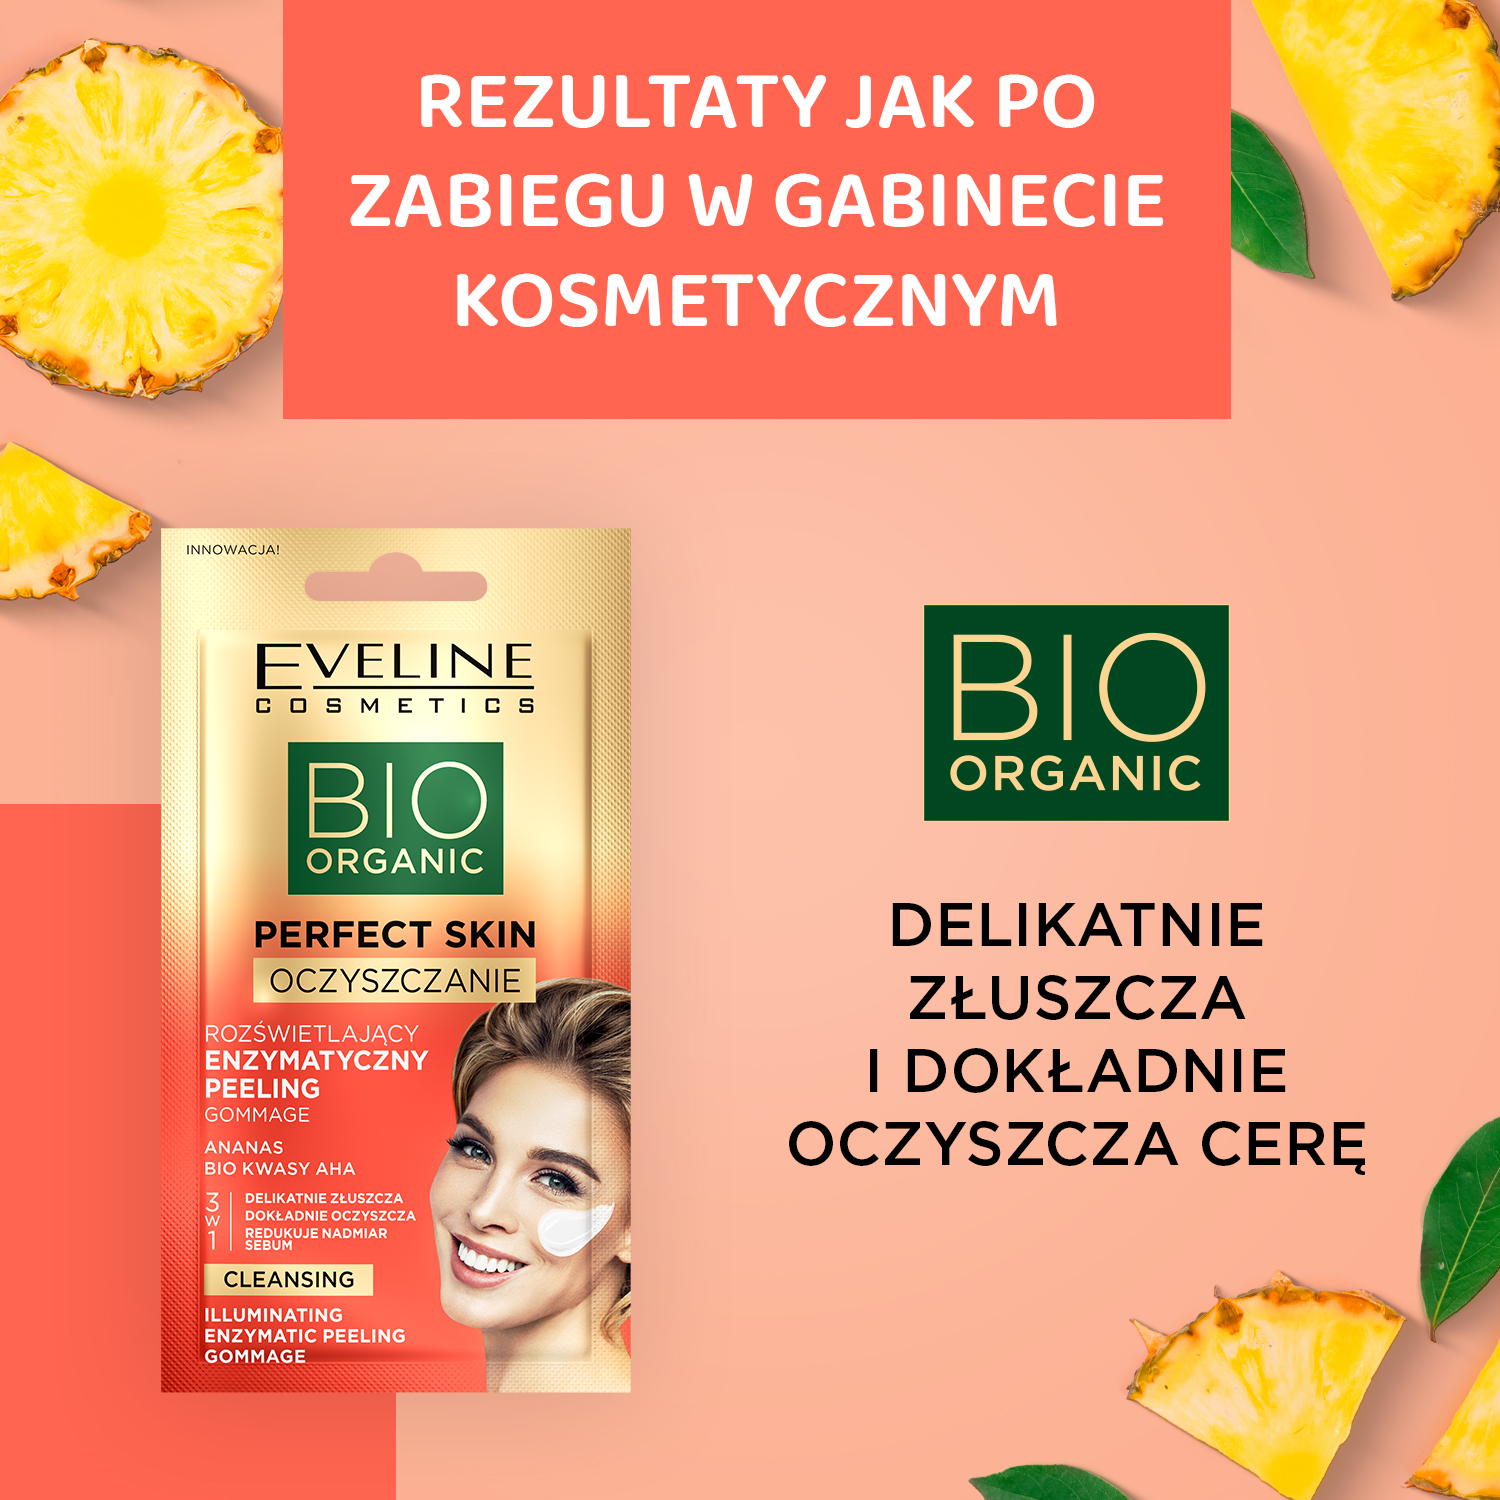 REZULTATY JAK PO
ZABIEGU W GABINECIE
KOSMETYCZNYM
INNOWACJA!
EVELINE
COSMETICS
BIO
ORGANIC
PERFECT SKIN
OCZYSZCZANIE
ROZŚWIETLAJĄCY
ENZYMATYCZNY
PEELING
GOMMAGE
ANANAS
BIO KWASY AHA
3
W
1
DELIKATNIE ZŁUSZCZA
DOKŁADNIE OCZYSZCZA
REDUKUJE NADMIAR
SEBUM
CLEANSING
ILLUMINATING
ENZYMATIC PEELING
GOMMAGE
BIO
ORGANIC
DELIKATNIE
ZŁUSZCZA
I DOKŁADNIE
OCZYSZCZA CERĘ